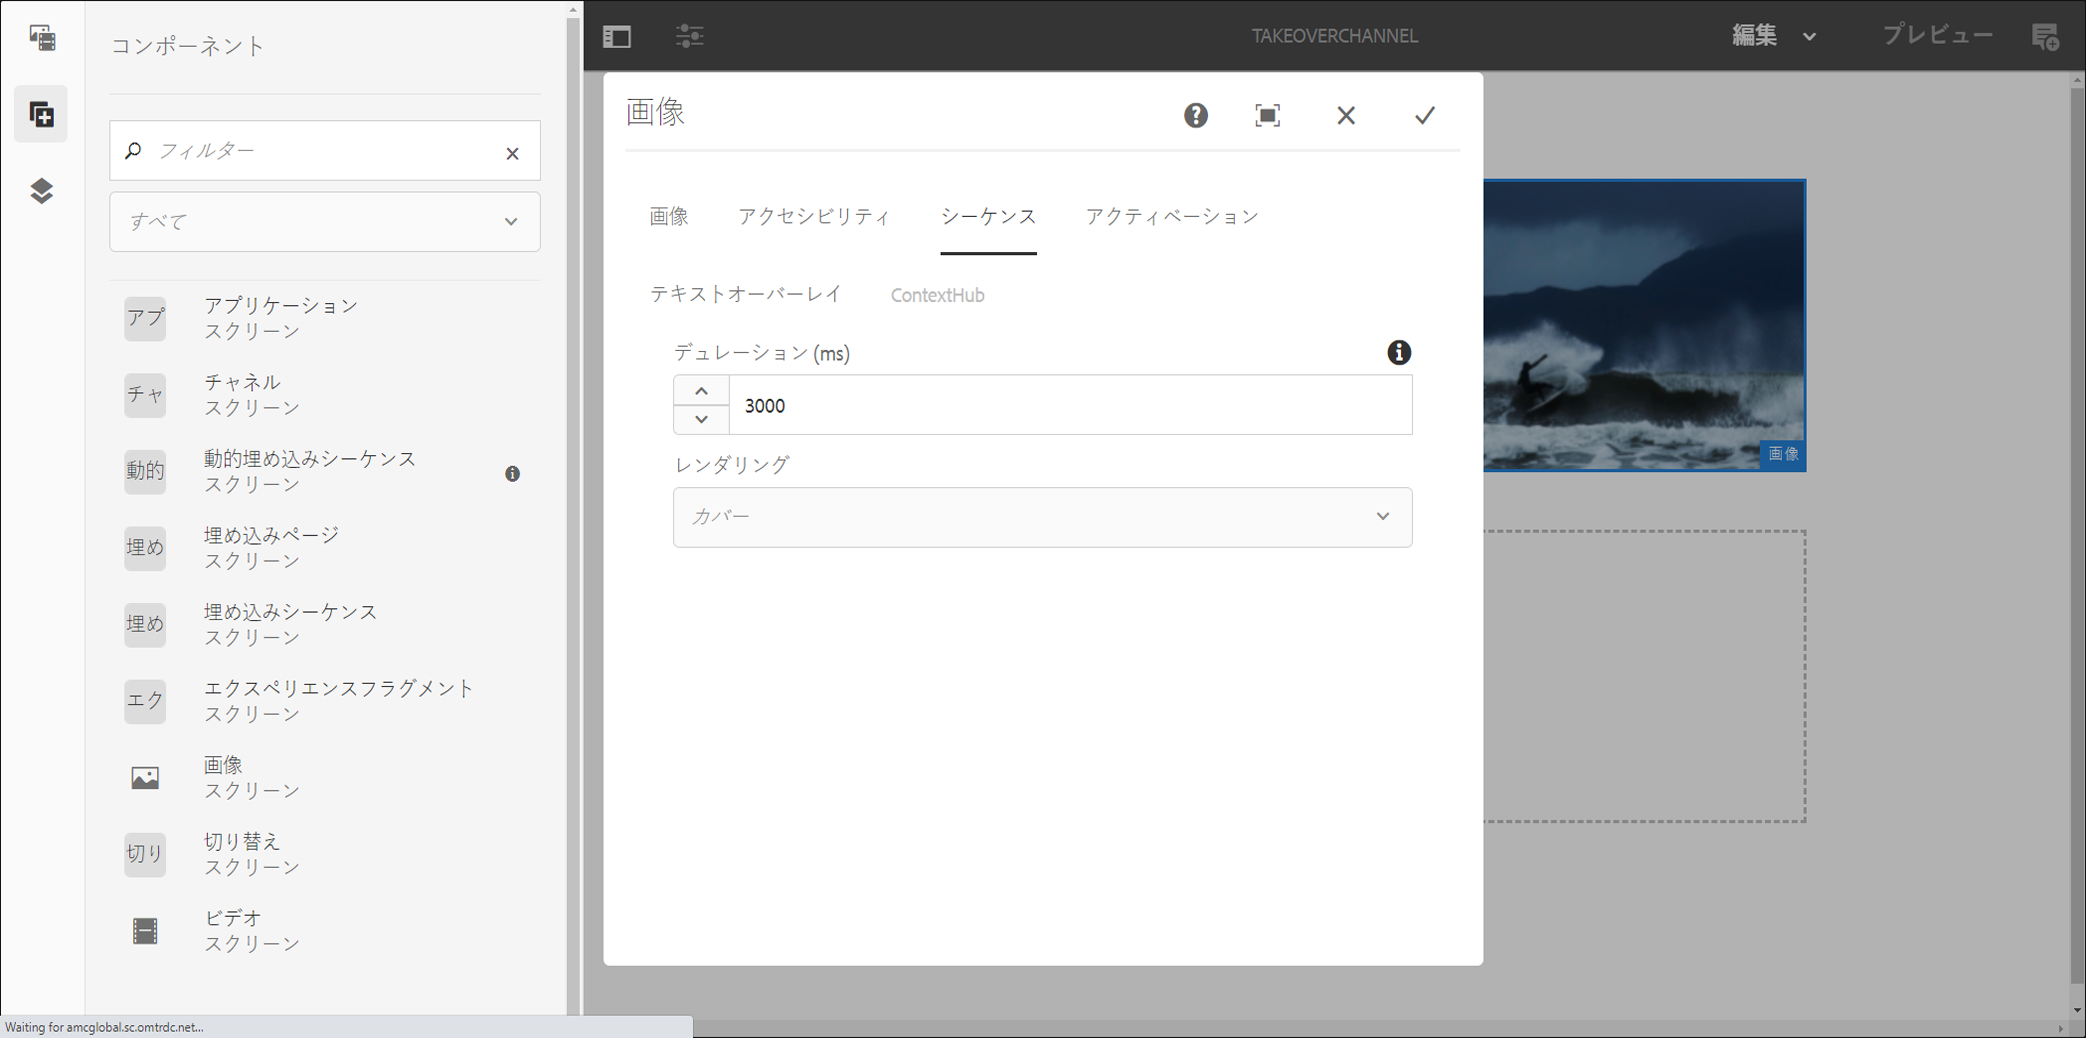 コンポーネント
フィルター
すべて
アプ
アプリケーション
スクリーン
チャ
チャネル
スクリーン
動的
動的埋め込みシーケンス
スクリーン
埋め
埋め込みページ
スクリーン
埋め
埋め込みシーケンス
スクリーン
エク
エクスペリエンスフラグメント
スクリーン
画像
スクリーン
切り
切り替え
スクリーン
ビデオ
スクリーン
Waiting for amcglobal.sc.omtrdc.net...
TAKEOVERCHANNEL
編集
プレビュー
画像
画像 アクセシビリティ シーケンス アクティベーション
テキストオーバーレイ ContextHub
デュレーション (ms)
3000
レンダリング
カバー
画像